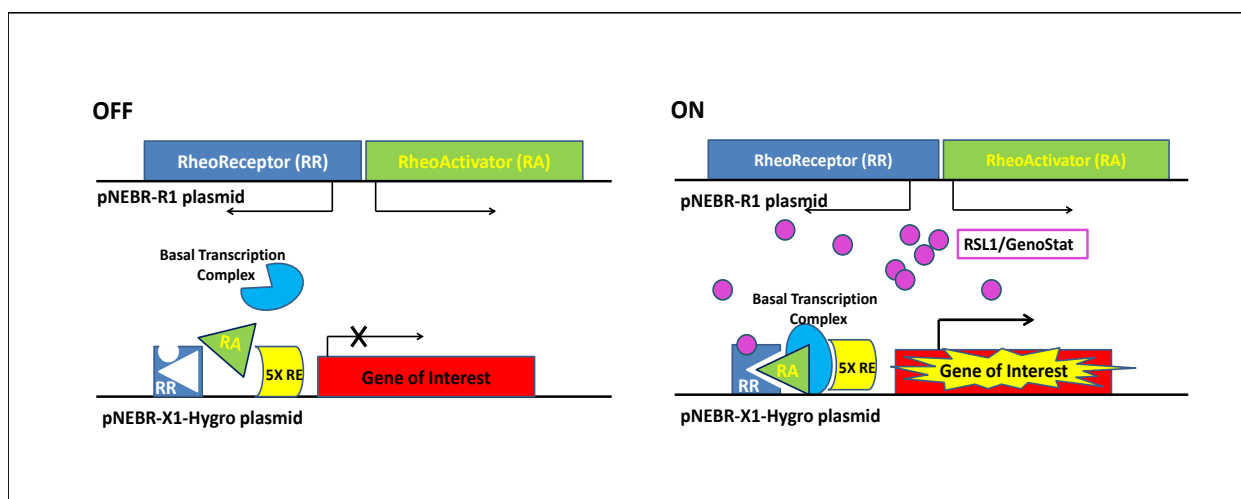 OFF
RheoReceptor (RR)
RheoActivator (RA)
pNEBR-R1 plasmid
Basal Transcription
Complex
RA
RR
5X RE
X
Gene of Interest
pNEBR-X1-Hygro plasmid
ON
RheoReceptor (RR)
RheoActivator (RA)
pNEBR-R1 plasmid
RSL1/GenoStat
Basal Transcription
Complex
RR
RA
5X RE
Gene of Interest
pNEBR-X1-Hygro plasmid